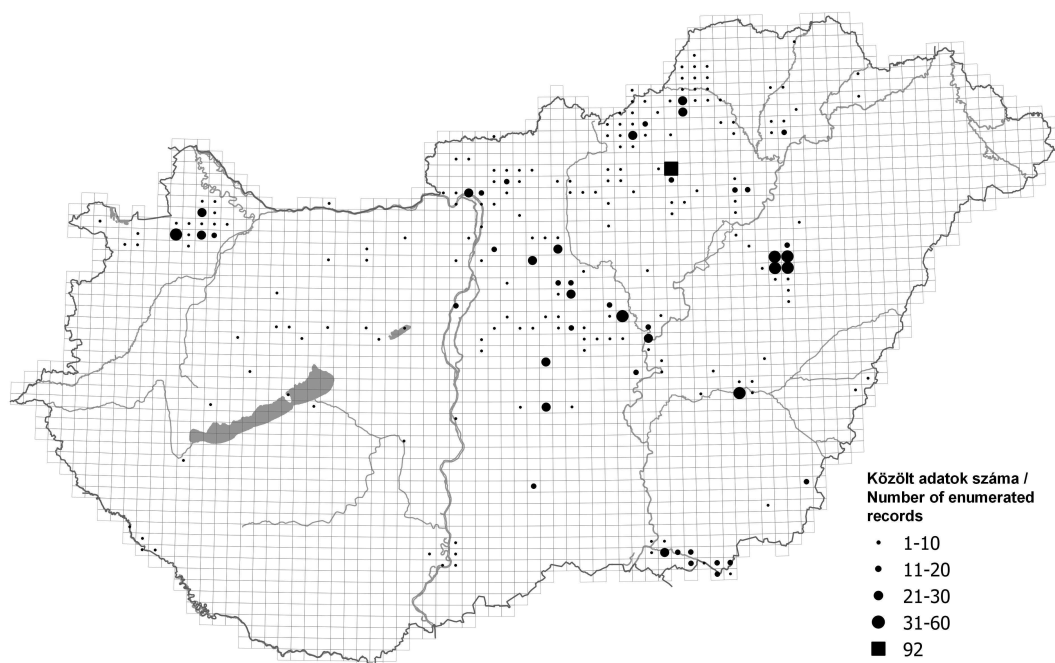 Közölt adatok száma /
Number of enumerated
records
1-10
11-20
21-30
31-60
92